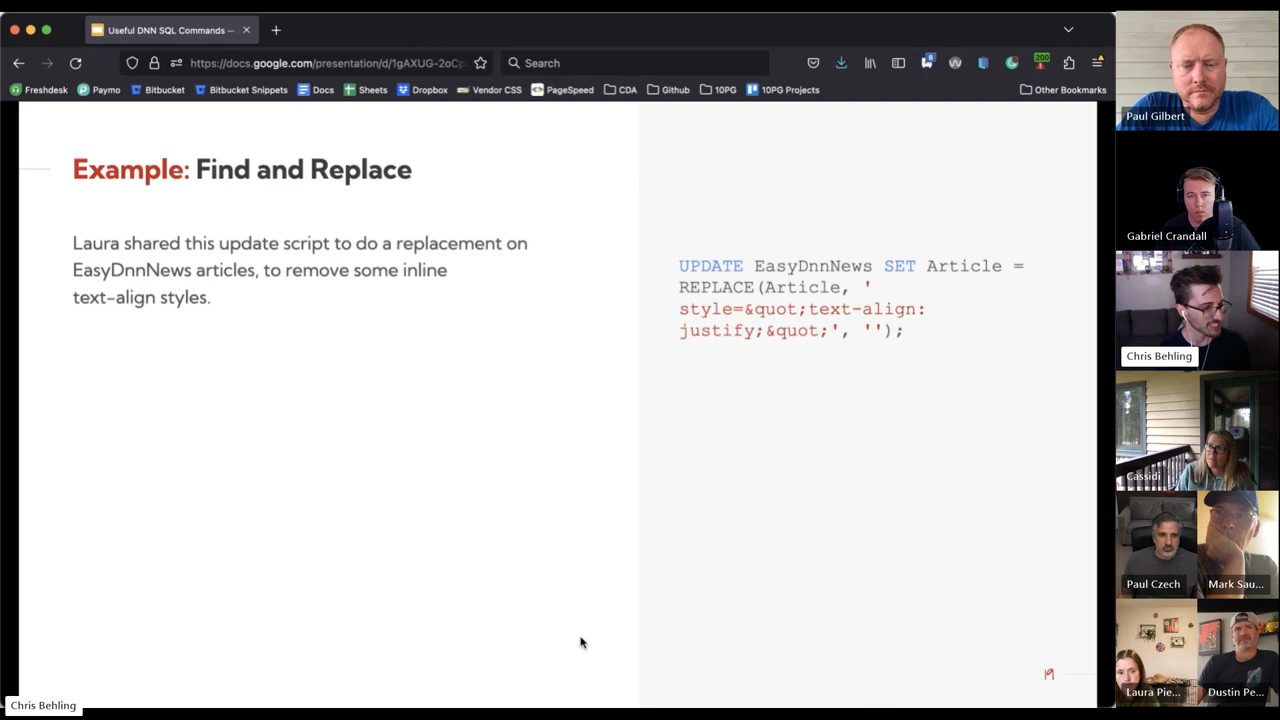 Useful DNN SQL Commands —
https://docs.google.com/presentation/d/1gAXUG-2oCp
Search
200
Freshdesk
Paymo
Bitbucket
Bitbucket Snippets
Docs
Sheets
Dropbox
Vendor CSS
PageSpeed
CDA
Github
10PG
10PG Projects
Other Bookmarks
Example: Find and Replace
Laura shared this update script to do a replacement on
EasyDnnNews articles, to remove some inline
text-align styles.
UPDATE EasyDnnNews SET Article =
REPLACE(Article, '
style=&quot;text-align:
justify;&quot;', '');
19
Paul Gilbert
Gabriel Crandall
Chris Behling
Cassidi
Paul Czech
Mark Sau...
Laura Pie...
Dustin Pe...
Chris Behling